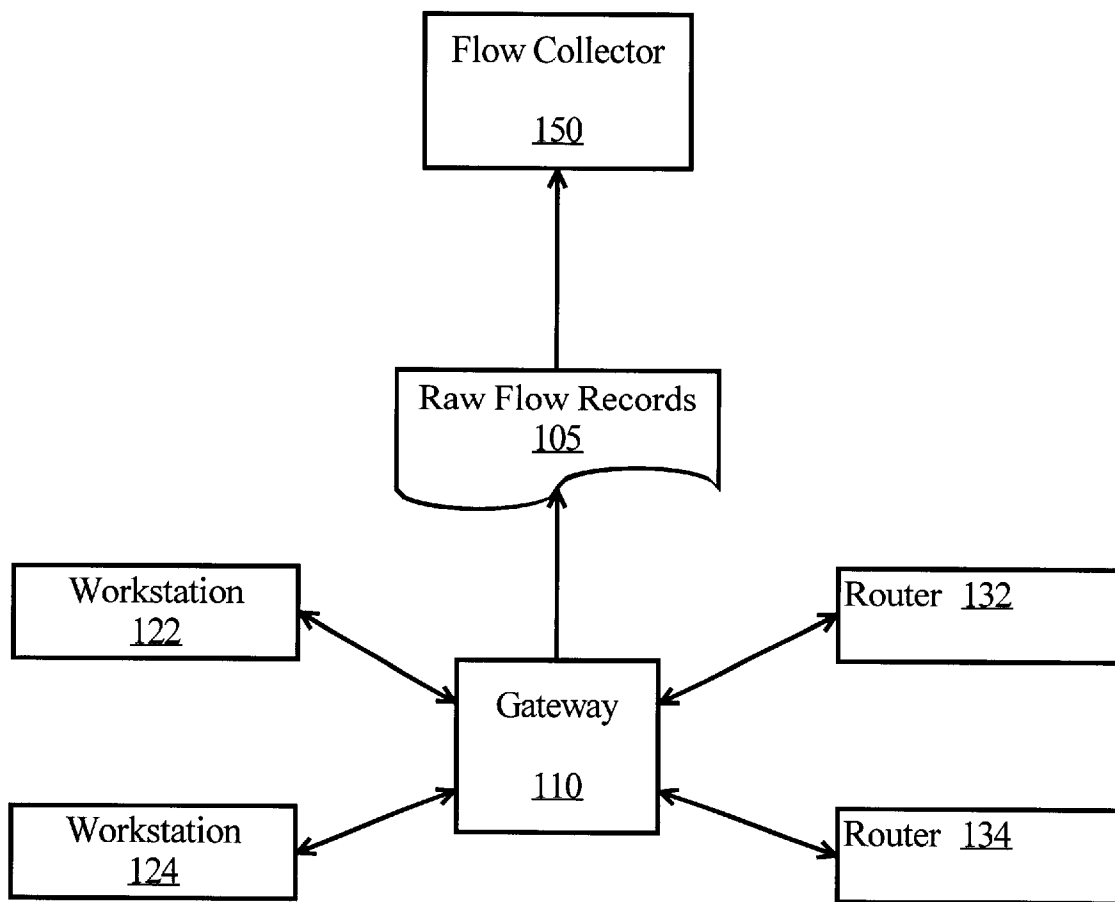 Flow Collector
150
Raw Flow Records
105
Workstation
122
Router 132
Gateway
110
Workstation
124
Router 134